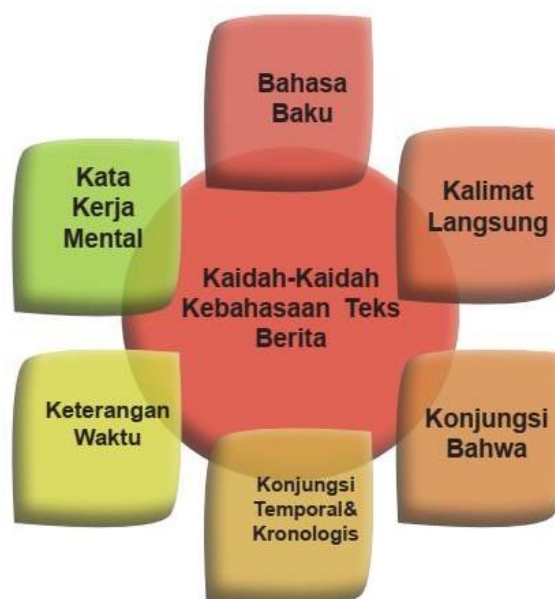 Kaidah-Kaidah
Kebahasaan Teks
Berita
Bahasa
Baku
Kalimat
Langsung
Konjungsi
Bahwa
Konjungsi
Temporal&
Kronologis
Keterangan
Waktu
Kata
Kerja
Mental